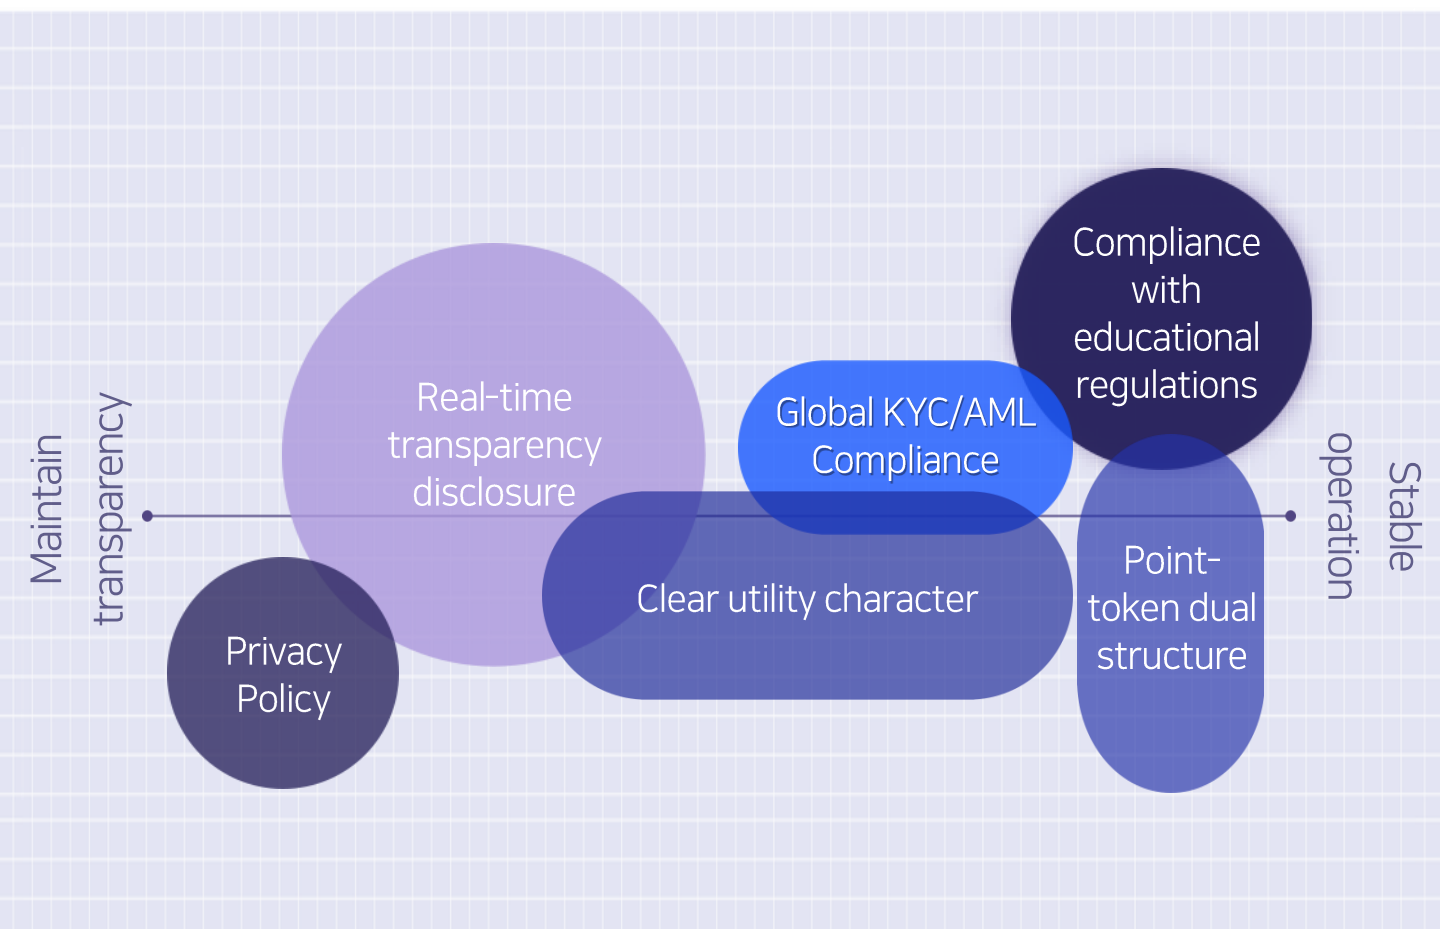 Maintain
transparency
Real-time
transparency
disclosure
Privacy
Policy
Clear utility character
Global KYC/AML
Compliance
Compliance
with
educational
regulations
Point-
token dual
structure
Stable
operation